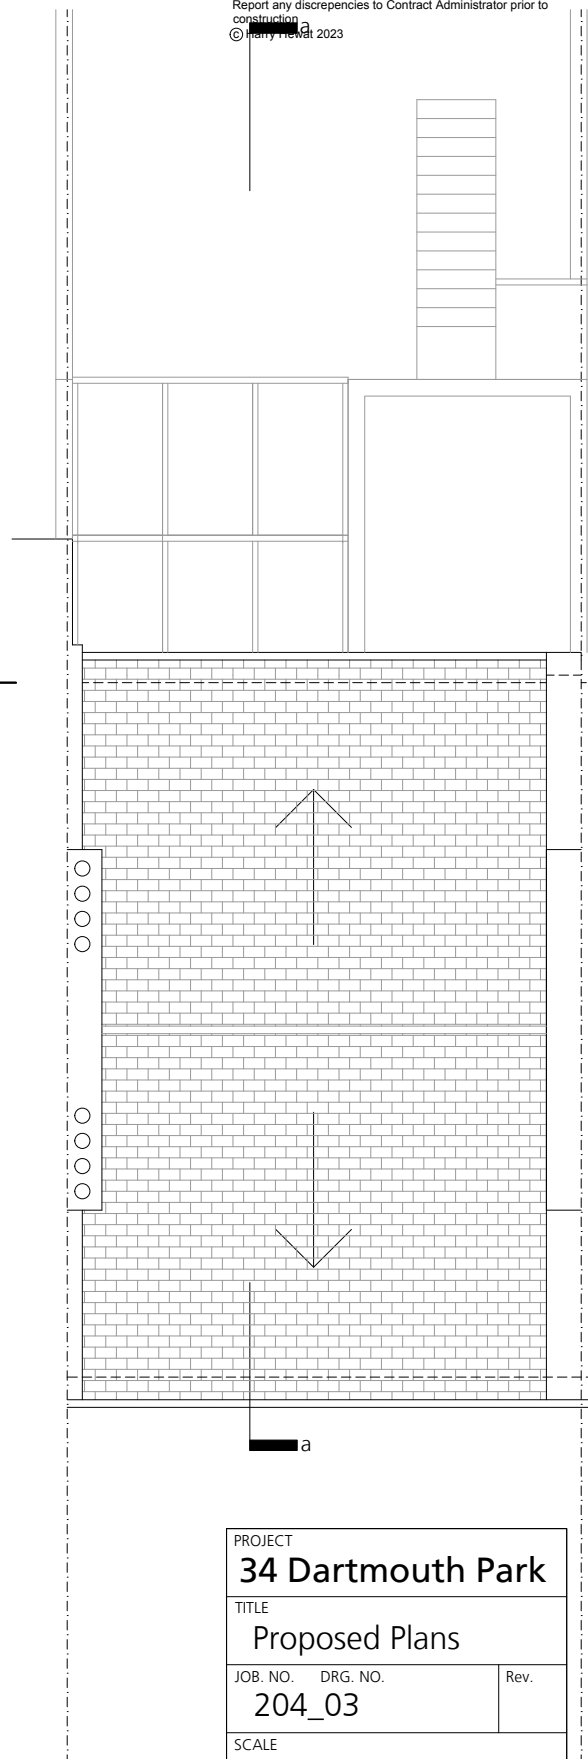 Report any discrepencies to Contract Administrator prior to
construction
© Harry Hewat 2023
a
a
PROJECT
34 Dartmouth Park
TITLE
Proposed Plans
JOB. NO. DRG. NO. Rev.
204_03
SCALE